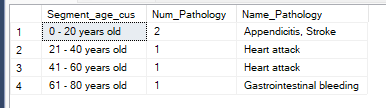 Segment_age_cus Num_Pathology Name_Pathology
1 0 - 20 years old 2 Appendicitis, Stroke
2 21 - 40 years old 1 Heart attack
3 41 - 60 years old 1 Heart attack
4 61 - 80 years old 1 Gastrointestinal bleeding